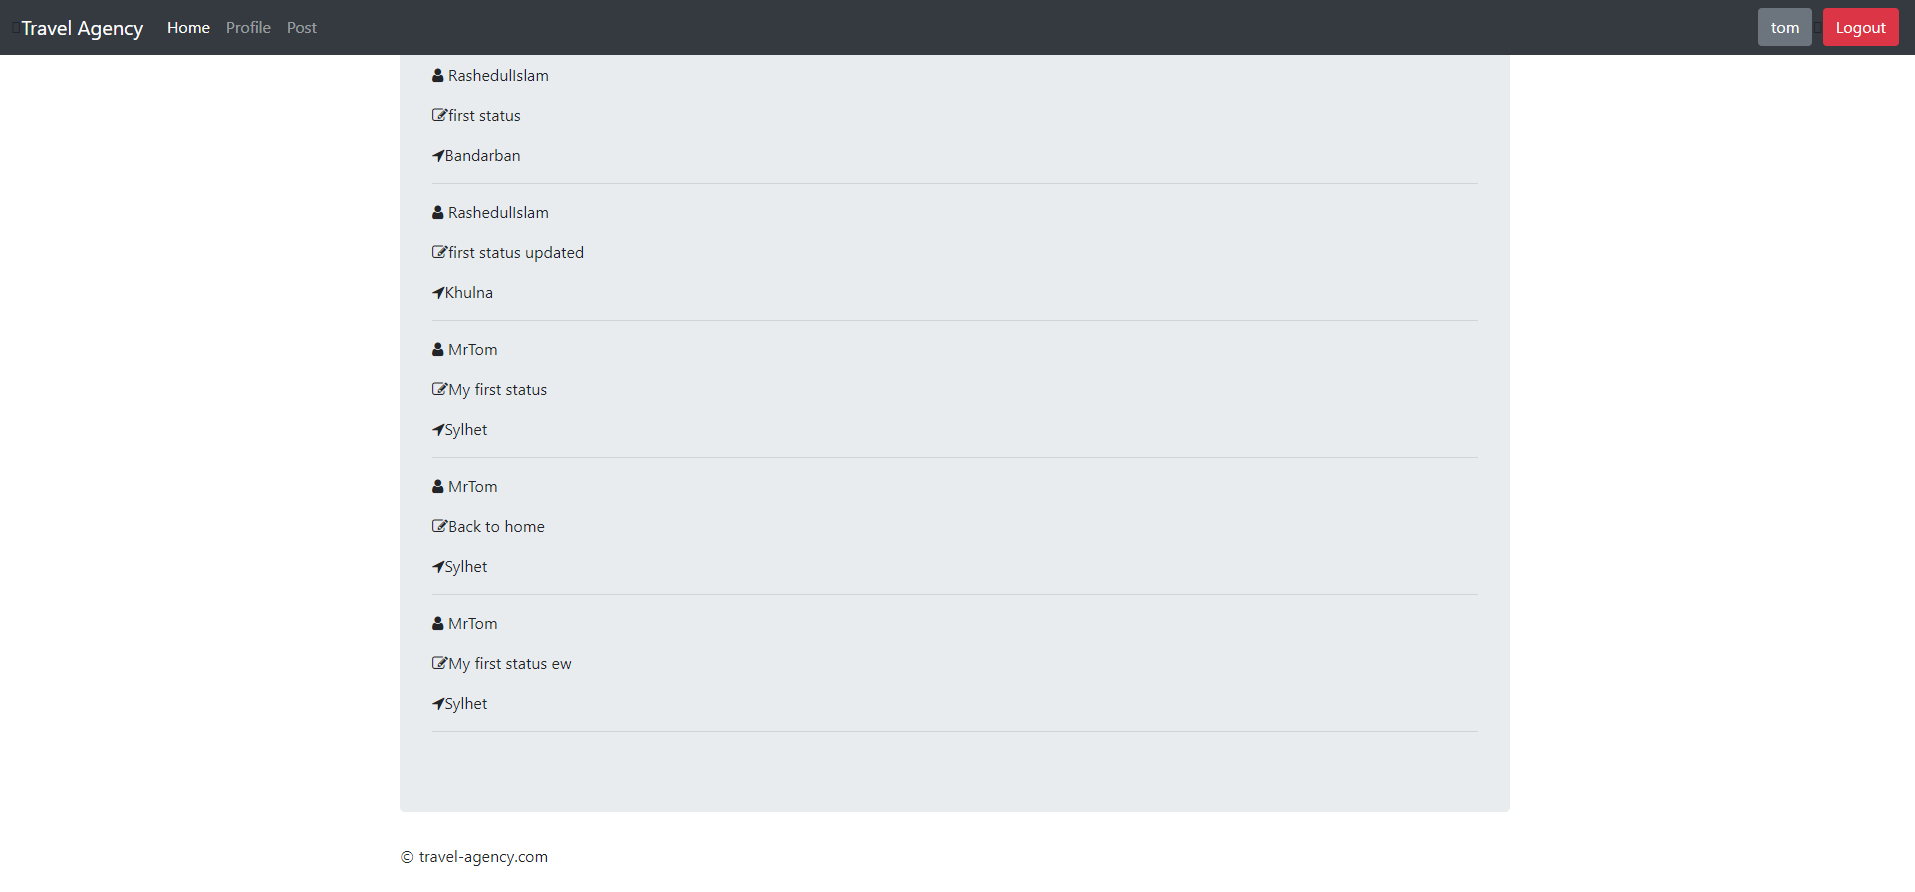 Travel Agency Home Profile Post tom Logout
RashedulIslam
first status
Bandarban
RashedulIslam
first status updated
Khulna
MrTom
My first status
Sylhet
MrTom
Back to home
Sylhet
MrTom
My first status ew
Sylhet
© travel-agency.com